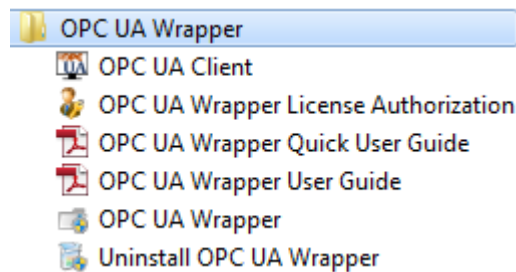 OPC UA Wrapper
UA OPC UA Client
OPC UA Wrapper License Authorization
OPC UA Wrapper Quick User Guide
OPC UA Wrapper User Guide
OPC UA Wrapper
Uninstall OPC UA Wrapper